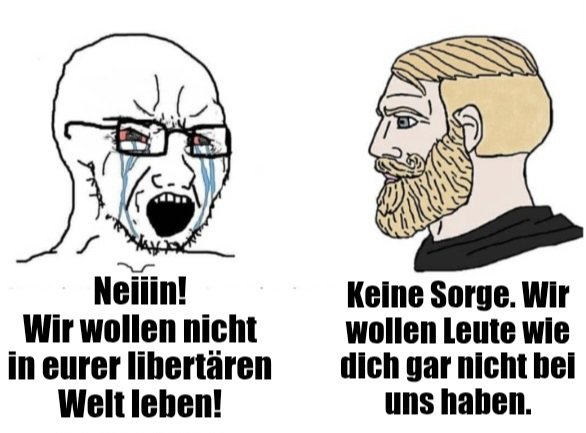 Neiiin!
Wir wollen nicht
in eurer libertären
Welt leben!
Keine Sorge. Wir
wollen Leute wie
dich gar nicht bei
uns haben.